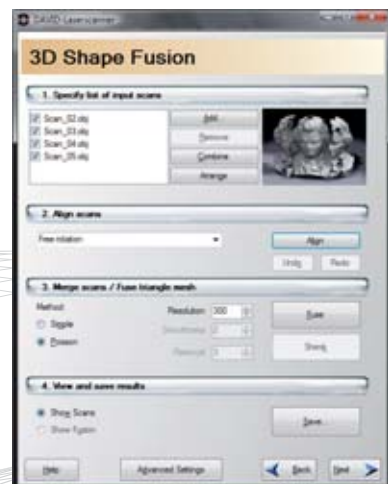 DAVID-Laserscanner
3D Shape Fusion
1. Specify list of input scans
Scan_02.obj
Scan_03.obj
Scan_04.obj
Scan_05.obj
Add...
Remove
Combine
Arrange
2. Align scans
Free rotation
Align
Undo Redo
3. Merge scans / Fuse triangle mesh
Method:
Resolution 300
Fuse
Simple
Smoothness
Poisson
4. View and save results
Show Scans
Show Fusion
Save...
Help Advanced Settings Back Next